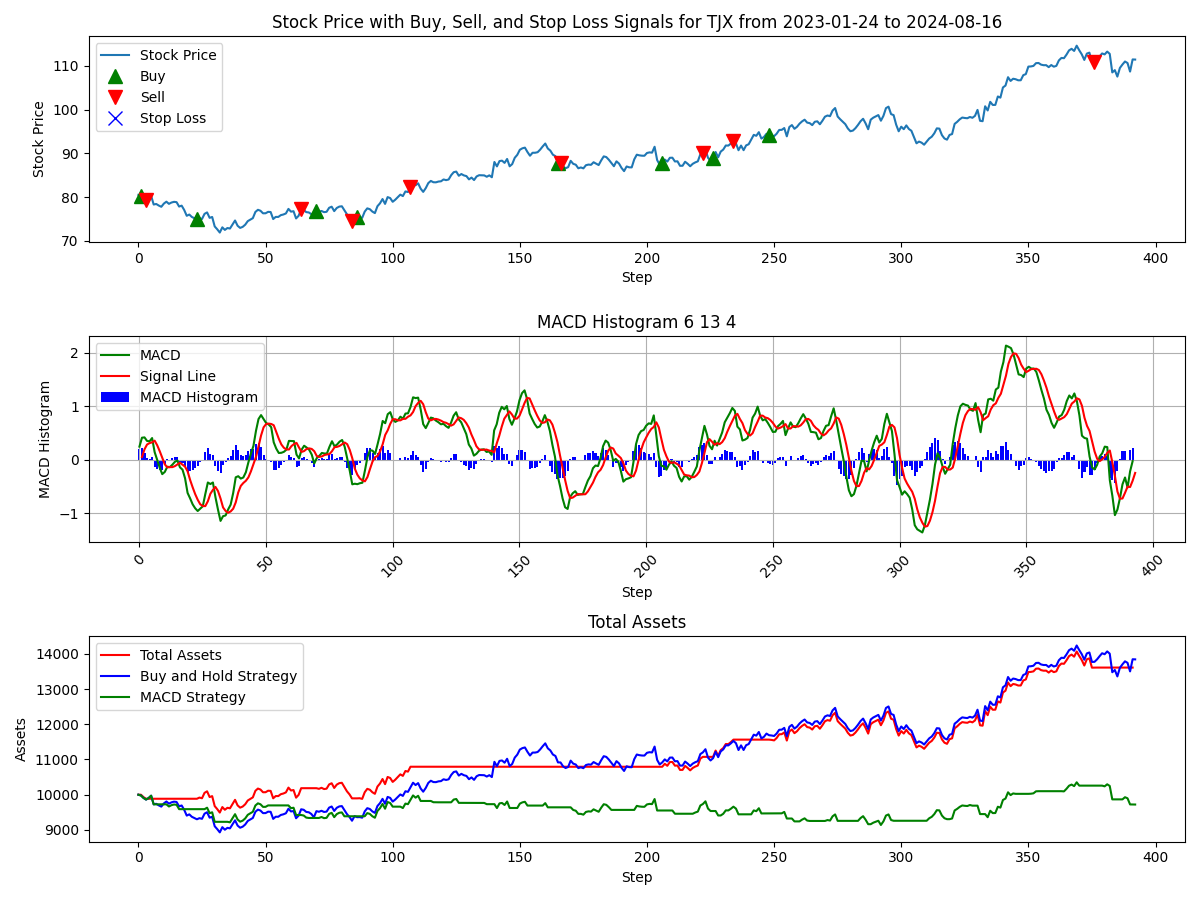 Stock Price with Buy, Sell, and Stop Loss Signals for TJX from 2023-01-24 to 2024-08-16
Stock Price
Buy
Sell
Stop Loss
Stock Price
110
100
90
80
70
0 50 100 150 200 250 300 350 400
Step
MACD Histogram 6 13 4
MACD
Signal Line
MACD Histogram
MACD Histogram
2
1
0
−1
0 50 100 150 200 250 300 350 400
Step
Total Assets
Total Assets
Buy and Hold Strategy
MACD Strategy
Assets
14000
13000
12000
11000
10000
9000
0 50 100 150 200 250 300 350 400
Step